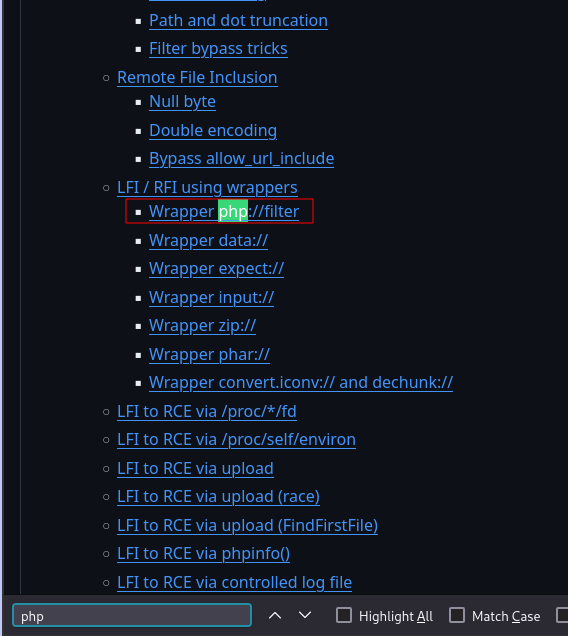 Path and dot truncation
Filter bypass tricks
Remote File Inclusion
Null byte
Double encoding
Bypass allow_url_include
LFI / RFI using wrappers
Wrapper php://filter
Wrapper data://
Wrapper expect://
Wrapper input://
Wrapper zip://
Wrapper phar://
Wrapper convert.iconv:// and dechunk://
LFI to RCE via /proc/*/fd
LFI to RCE via /proc/self/environ
LFI to RCE via upload
LFI to RCE via upload (race)
LFI to RCE via upload (FindFirstFile)
LFI to RCE via phpinfo()
LFI to RCE via controlled log file
php Highlight All Match Case